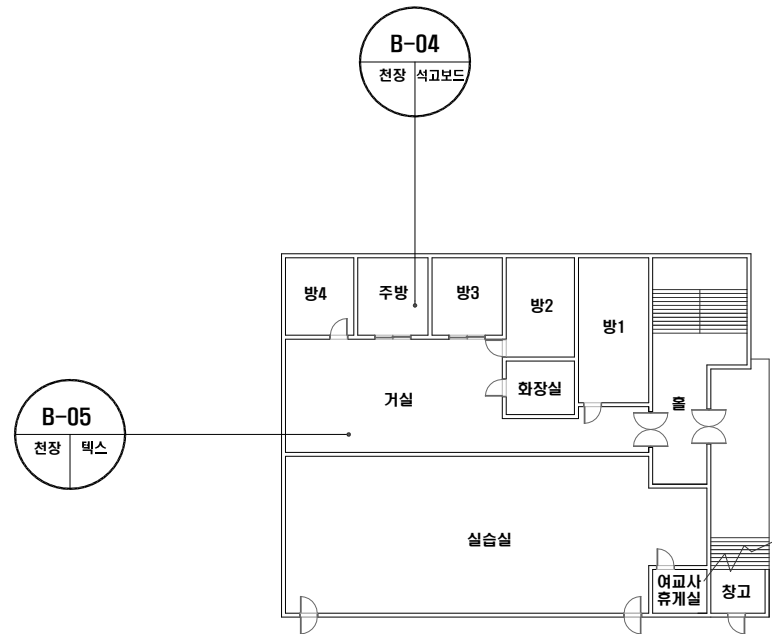 B-04
천장 석고보드
방4
주방
방3
방2
방1
화장실
거실
홀
B-05
천장 텍스
실습실
여교사
휴게실
창고